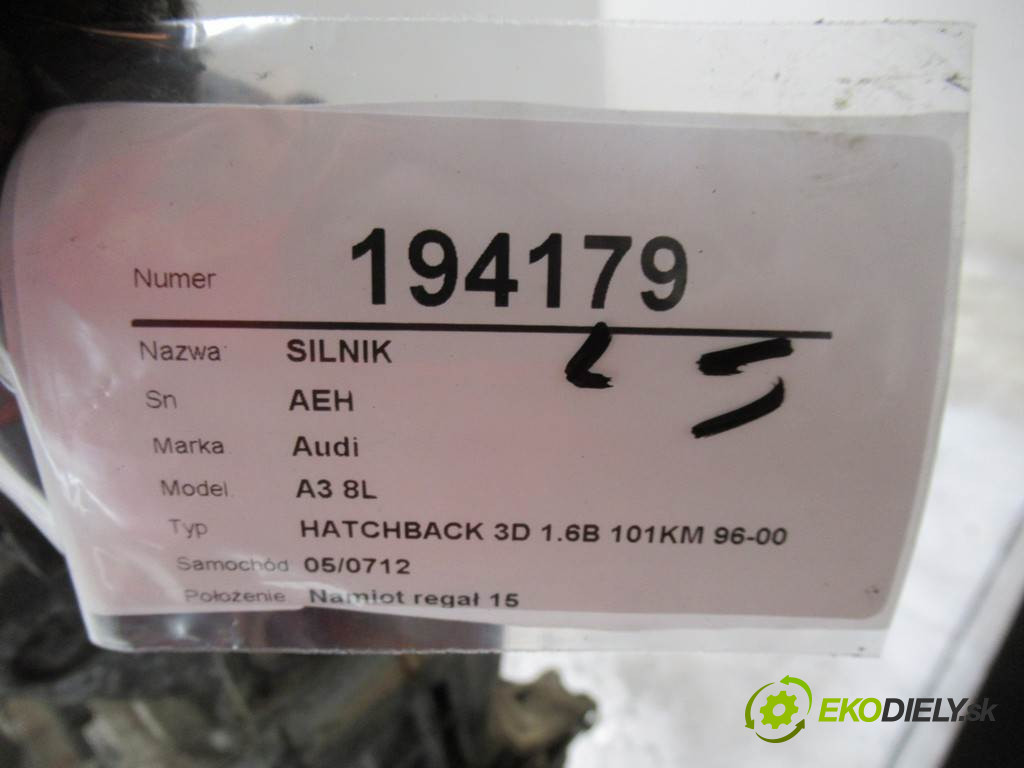 Numer 194179
Nazwa: SILNIK
Sn AEH
Marka Audi
Model A3 8L
Typ HATCHBACK 3D 1.6B 101KM 96-00
Samochód 05/0712
Położenie Namiot regał 15
EKODIELY.sk